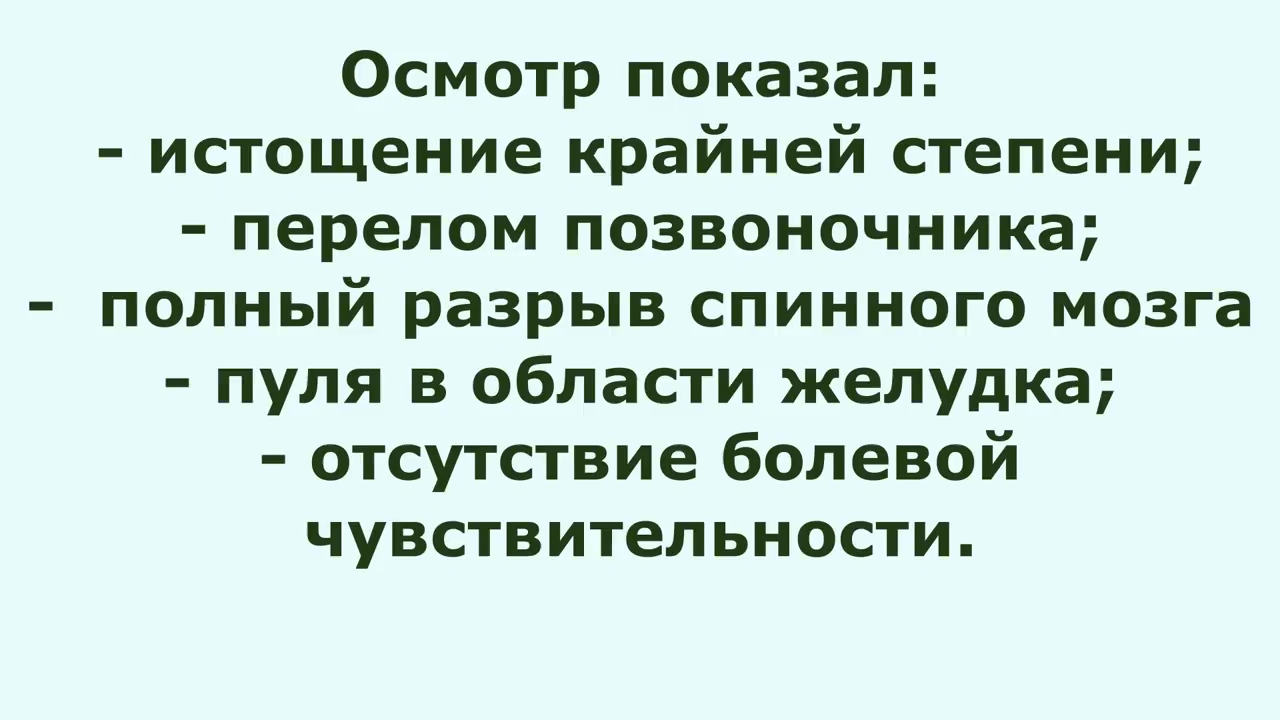 Осмотр показал:
- истощение крайней степени;
- перелом позвоночника;
- полный разрыв спинного мозга
- пуля в области желудка;
- отсутствие болевой
чувствительности.